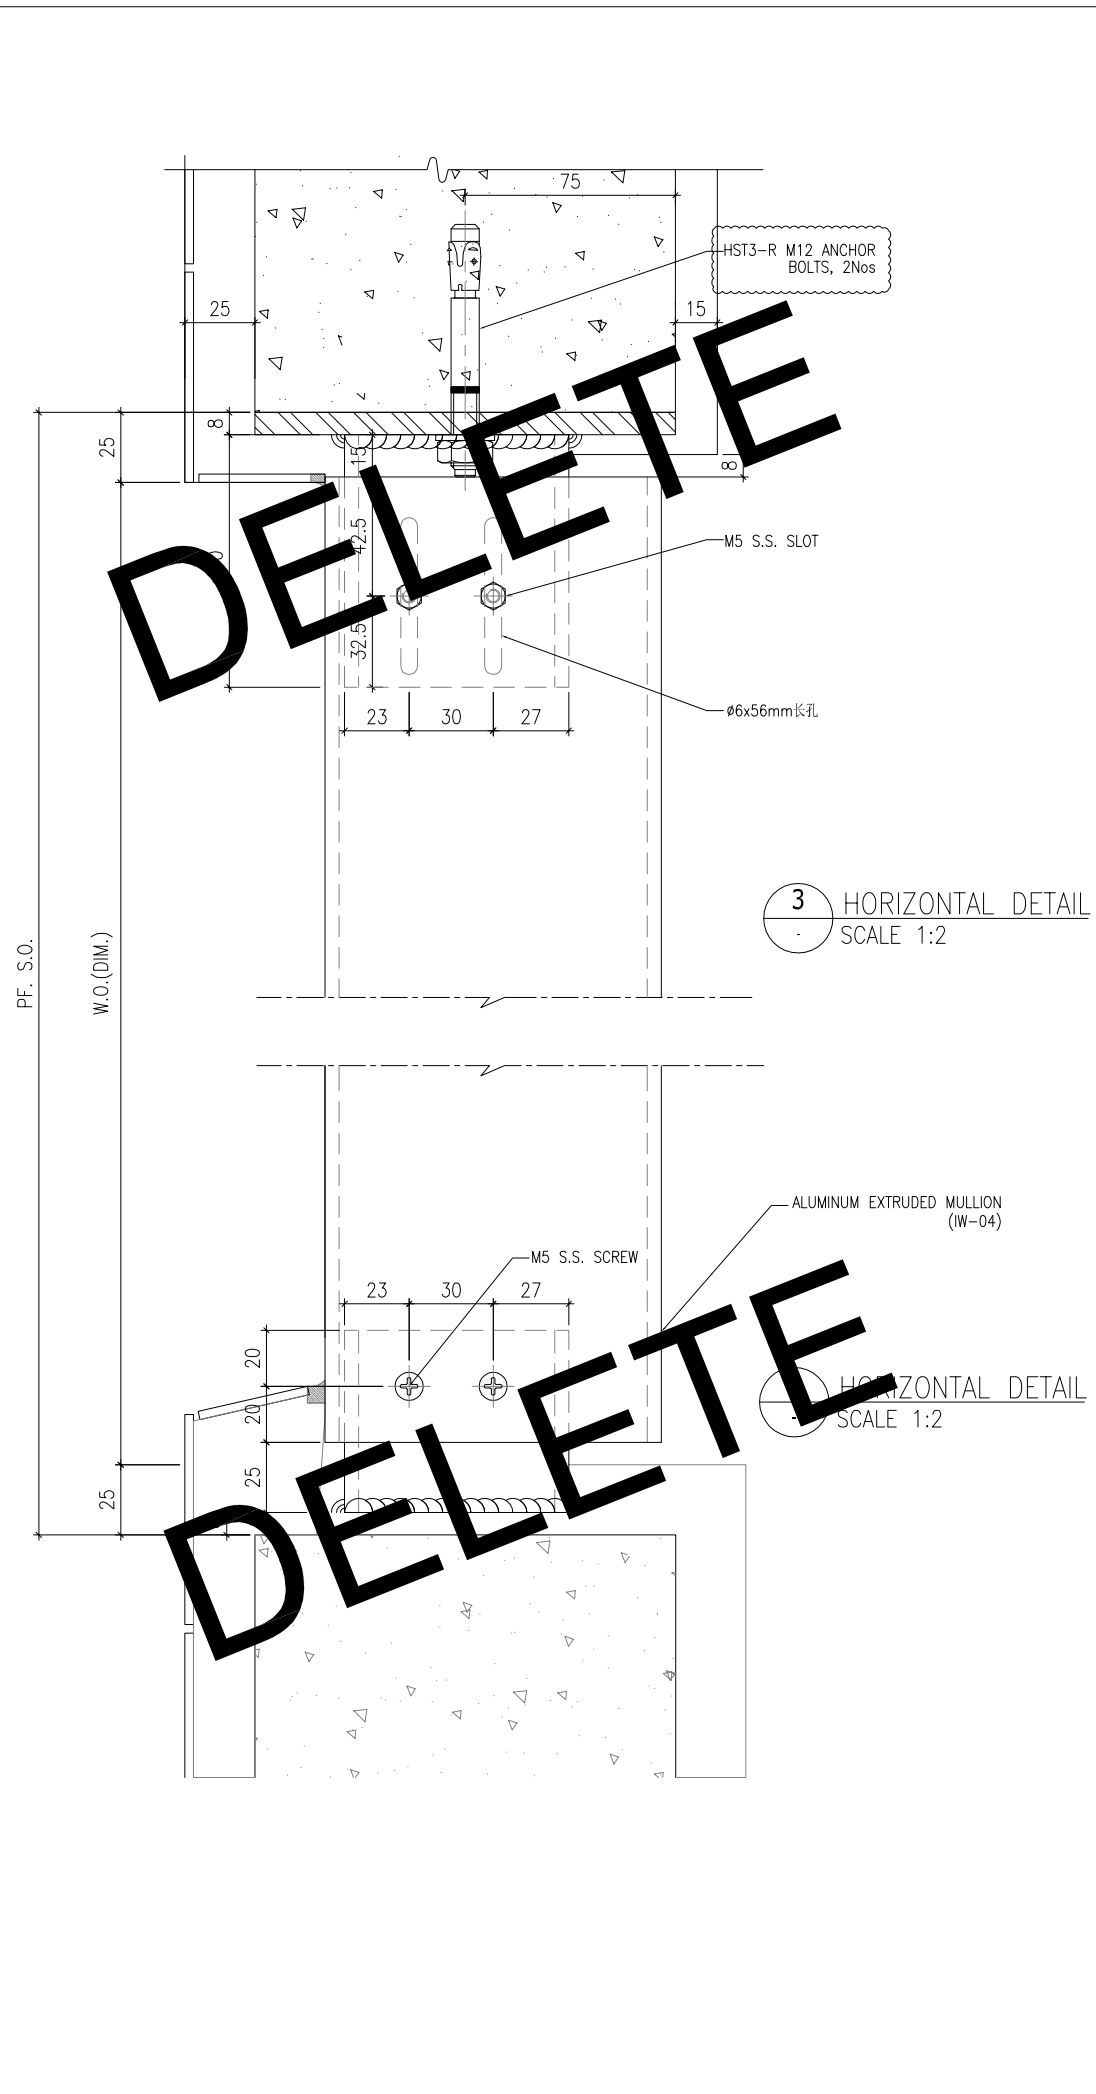 75
HST3-R M12 ANCHOR
BOLTS, 2Nos
25
15
8
25
15
8
DELETE
42.5
M5 S.S. SLOT
32.5
ø6x56mm长孔
23
30
27
3
HORIZONTAL DETAIL
-
SCALE 1:2
PF. S.O.
W.O.(DIM.)
ALUMINUM EXTRUDED MULLION
(IW-04)
M5 S.S. SCREW
23
30
27
20
HORIZONTAL DETAIL
-
SCALE 1:2
20
25
25
DELETE